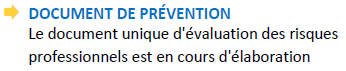 DOCUMENT DE PRÉVENTION
Le document unique d'évaluation des risques
professionnels est en cours d'élaboration